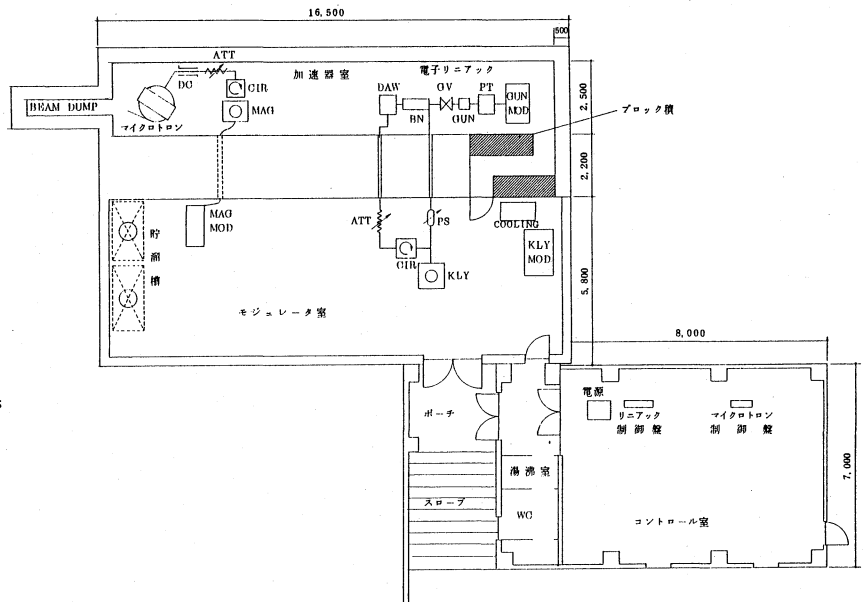 16,500
500
ATT
加速器室
電子リニアック
DC
CIR
MAG
DAW
BN
GV
GUN
PT
GUN
MOD
BEAM DUMP
マイクロトロン
ブロック積
2,500
2,200
5,800
MAG
MOD
ATT
PS
COOLING
KLY
MOD
CIR
KLY
貯溜槽
モジュレータ室
8,000
7,000
電源
リニアック
制御盤
マイクロトロン
制御盤
ポーチ
湯沸室
スロープ
WC
コントロール室